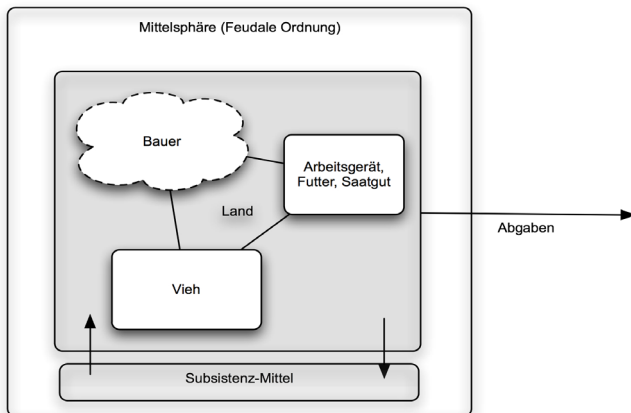 Mittelsphäre (Feudale Ordnung)
Bauer
Arbeitsgerät,
Futter, Saatgut
Land
Abgaben
Vieh
Subsistenz-Mittel